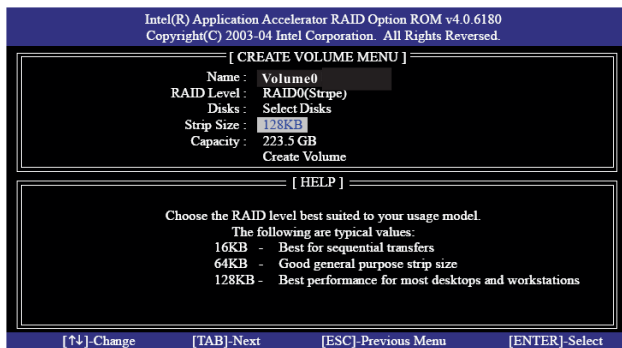 Intel(R) Application Accelerator RAID Option ROM v4.0.6180
Copyright(C) 2003-04 Intel Corporation. All Rights Reversed.
[ CREATE VOLUME MENU ]
Name : Volume0
RAID Level : RAID0(Stripe)
Disks : Select Disks
Strip Size : 128KB
Capacity : 223.5 GB
Create Volume
[ HELP ]
Choose the RAID level best suited to your usage model.
The following are typical values:
16KB - Best for sequential transfers
64KB - Good general purpose strip size
128KB - Best performance for most desktops and workstations
[↑↓]-Change [TAB]-Next [ESC]-Previous Menu [ENTER]-Select